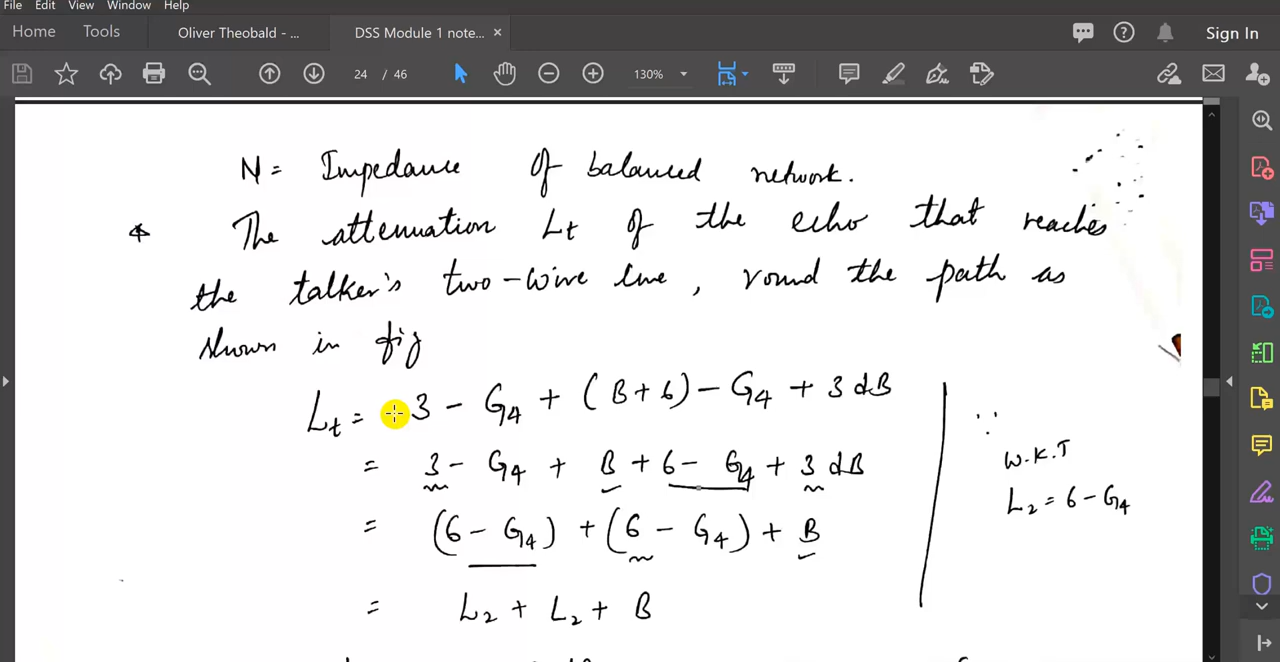 File Edit View Window Help
Home Tools Oliver Theobald - ... DSS Module 1 note... × Sign In
24 / 46 130%
N = Impedance Of balanced network.
* The attenuation Lt of the echo that reaches
the talker's two-wire line, round the path as
shown in fig
Lt = 3 - G4 + (B+6) - G4 + 3 dB
= 3 - G4 + B + 6 - G4 + 3 dB
= (6 - G4) + (6 - G4) + B
= L2 + L2 + B
∵
W.K.T
L2 = 6 - G4